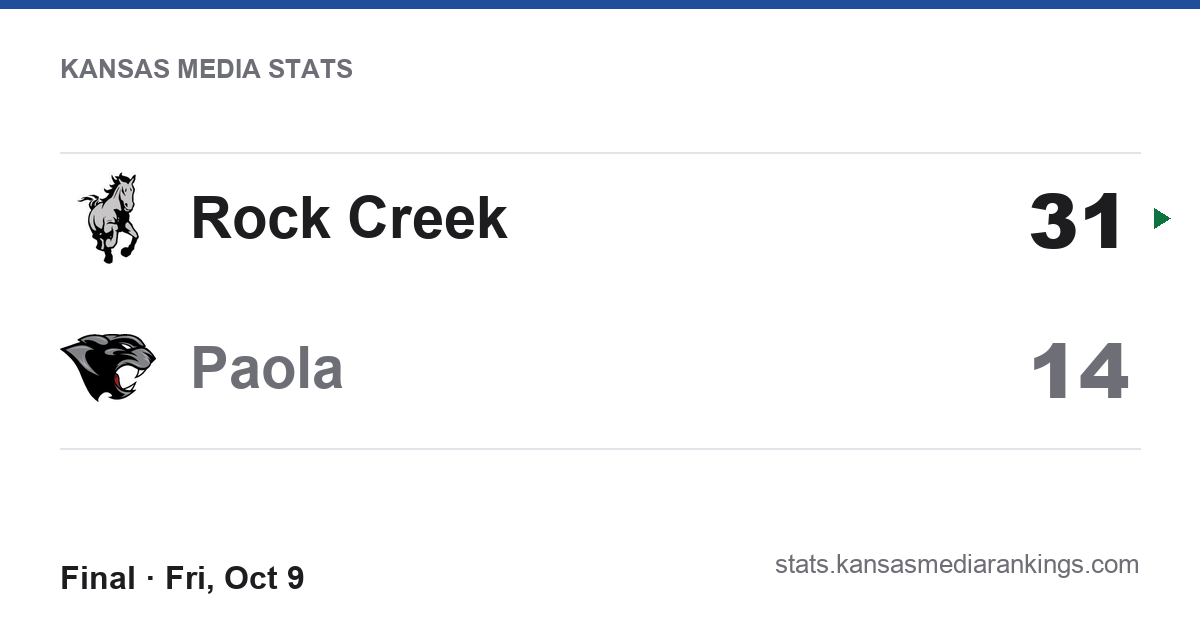 KANSAS MEDIA STATS
Rock Creek 31
Paola 14
Final · Fri, Oct 9
stats.kansasmediarankings.com